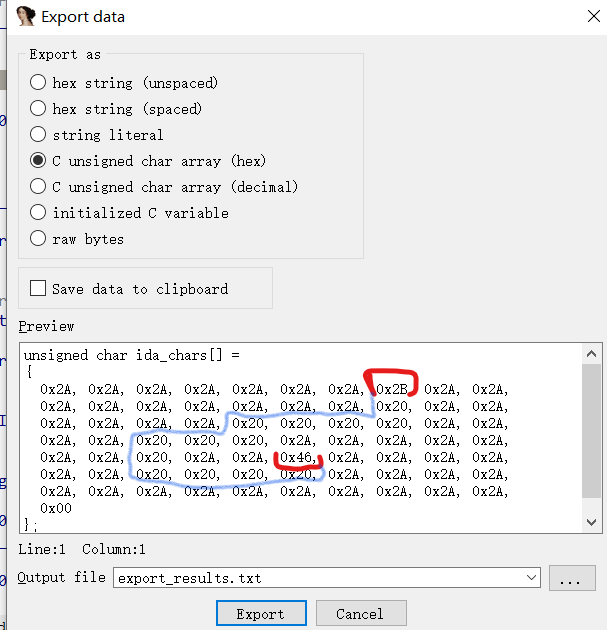 Export data
Export as
hex string (unspaced)
hex string (spaced)
string literal
C unsigned char array (hex)
C unsigned char array (decimal)
initialized C variable
raw bytes
Save data to clipboard
Preview
unsigned char ida_chars[] =
{
0x2A, 0x2A, 0x2A, 0x2A, 0x2A, 0x2A, 0x2A, 0x2B, 0x2A, 0x2A,
0x2A, 0x2A, 0x2A, 0x2A, 0x2A, 0x2A, 0x2A, 0x20, 0x2A, 0x2A,
0x2A, 0x2A, 0x2A, 0x2A, 0x20, 0x20, 0x20, 0x20, 0x2A, 0x2A,
0x2A, 0x2A, 0x20, 0x20, 0x20, 0x2A, 0x2A, 0x2A, 0x2A, 0x2A,
0x2A, 0x2A, 0x20, 0x2A, 0x2A, 0x46, 0x2A, 0x2A, 0x2A, 0x2A,
0x2A, 0x2A, 0x20, 0x20, 0x20, 0x20, 0x2A, 0x2A, 0x2A, 0x2A,
0x2A, 0x2A, 0x2A, 0x2A, 0x2A, 0x2A, 0x2A, 0x2A, 0x2A, 0x2A,
0x00
};
Line:1 Column:1
Output file export_results.txt ...
Export Cancel